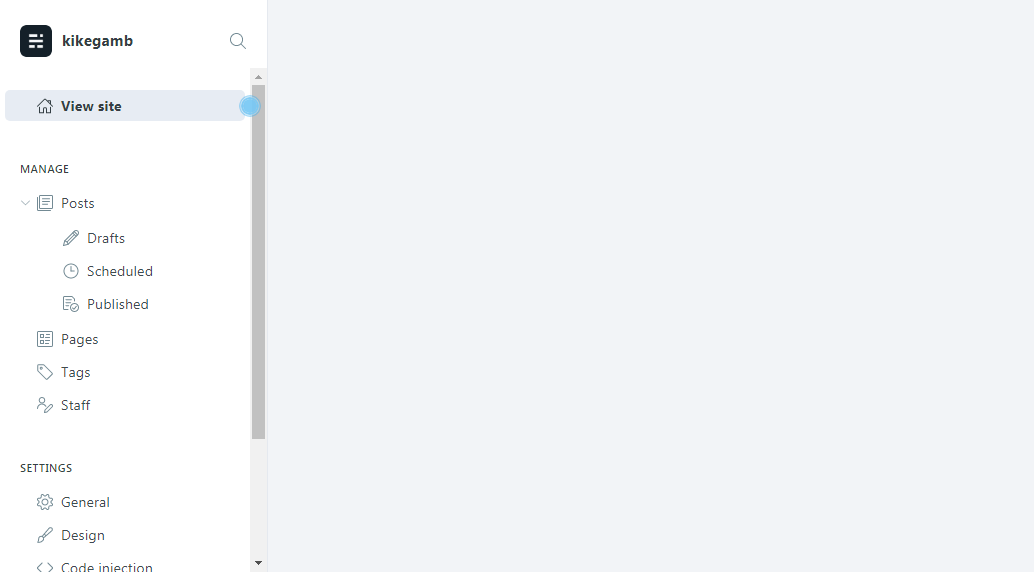 kikegamb
View site
MANAGE
Posts
Drafts
Scheduled
Published
Pages
Tags
Staff
SETTINGS
General
Design
Code injection